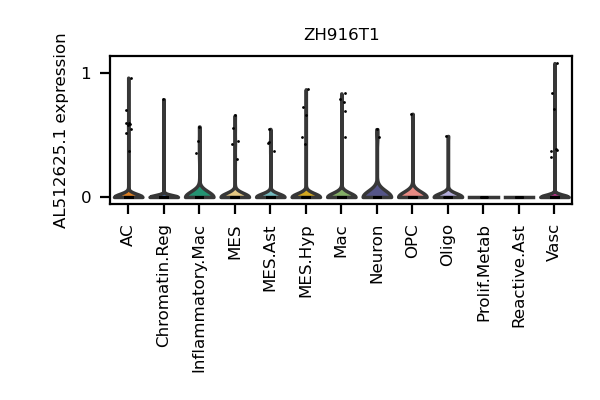 ZH916T1
AL512625.1 expression
1
0
AC
Chromatin.Reg
Inflammatory.Mac
MES
MES.Ast
MES.Hyp
Mac
Neuron
OPC
Oligo
Prolif.Metab
Reactive.Ast
Vasc